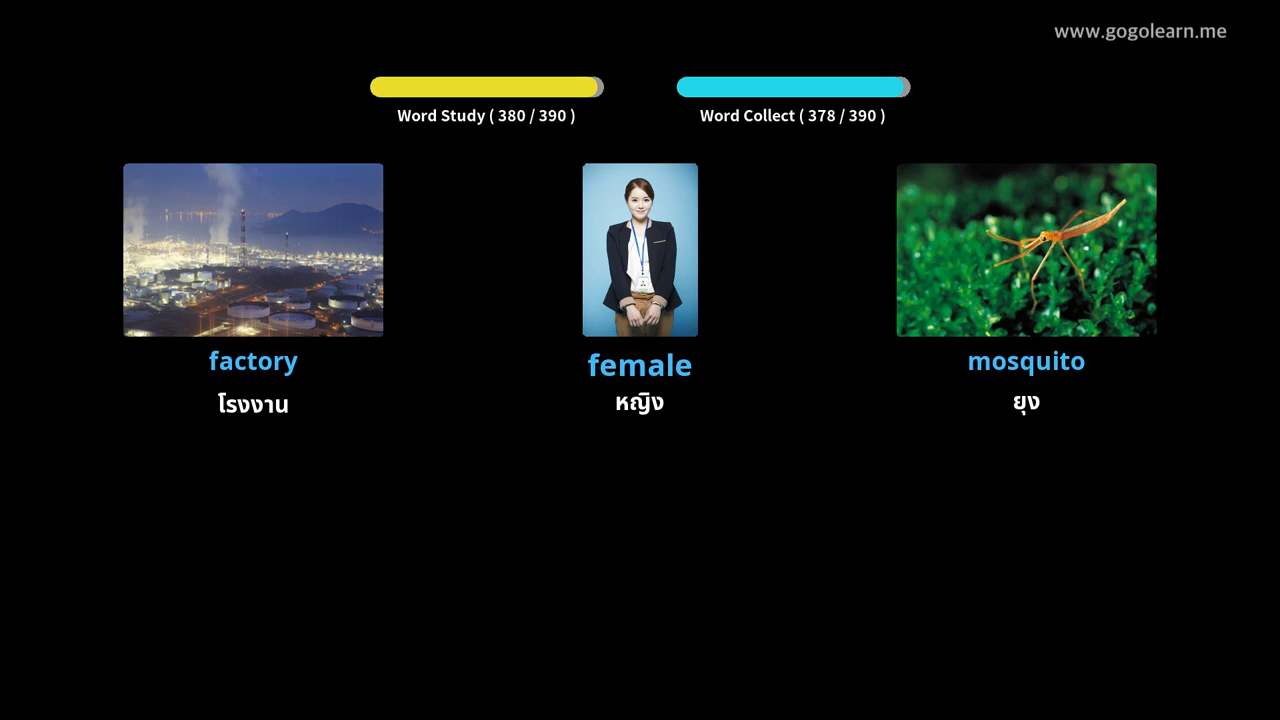 www.gogolearn.me
Word Study ( 380 / 390 )
Word Collect ( 378 / 390 )
factory
female
mosquito
โรงงาน
หญิง
ยุง